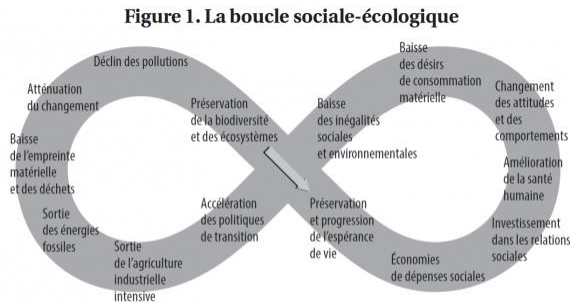 Figure 1. La boucle sociale-écologique
Déclin des pollutions
Atténuation
du changement
Baisse
de l'empreinte
matérielle
et des déchets
Sortie
des énergies
fossiles
Sortie
de l'agriculture
industrielle
intensive
Accélération
des politiques
de transition
Préservation
de la biodiversité
et des écosystèmes
Baisse
des inégalités
sociales
et environnementales
Baisse
des désirs
de consommation
matérielle
Changement
des attitudes
et des
comportements
Amélioration
de la santé
humaine
Investissement
dans les relations
sociales
Économies
de dépenses sociales
Préservation
et progression
de l'espérance
de vie